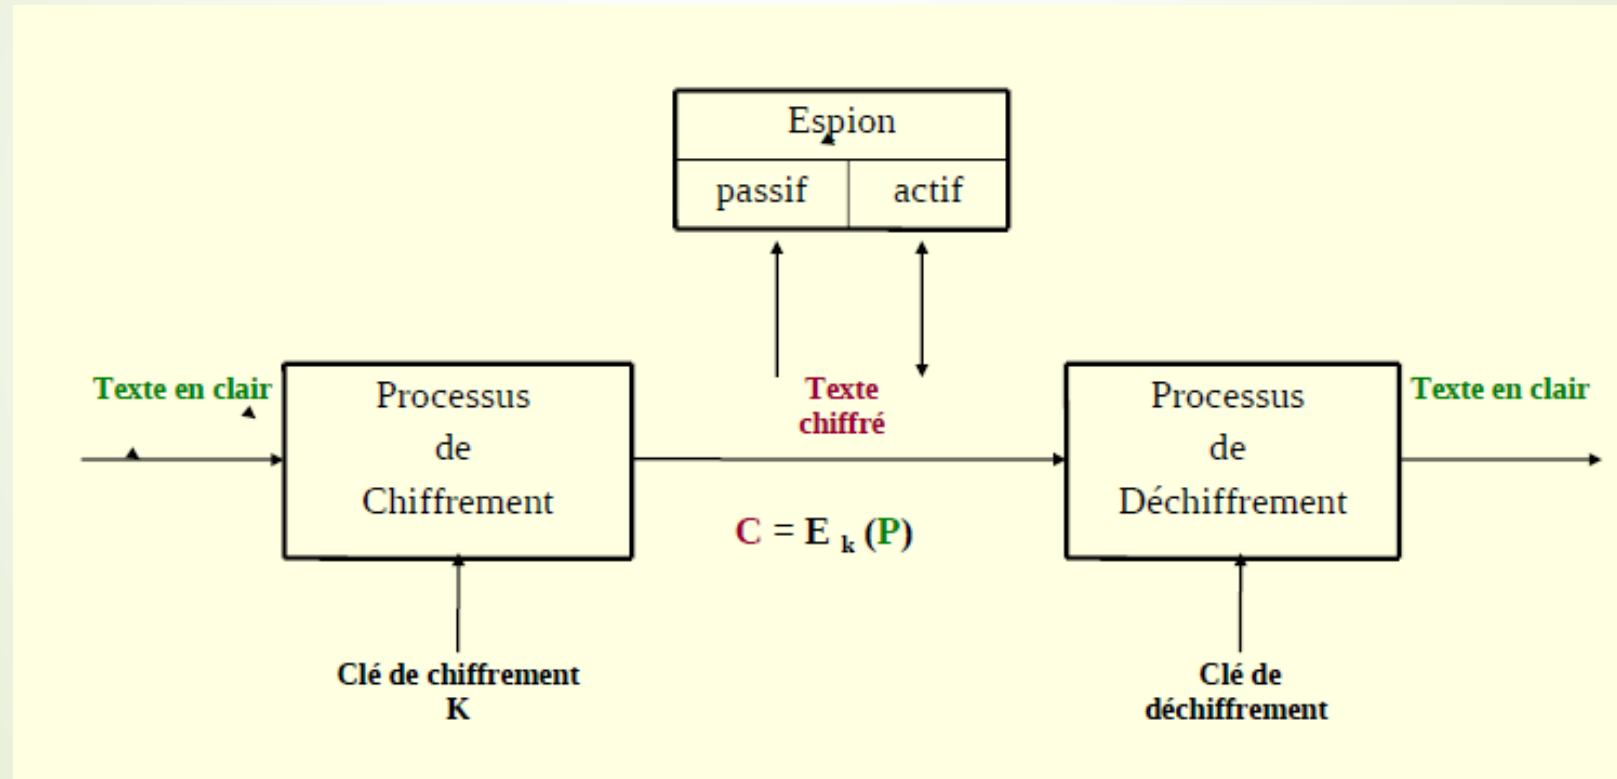 Espion
passif actif
Texte en clair
Processus
de
Chiffrement
Texte
chiffré
C = E k (P)
Processus
de
Déchiffrement
Texte en clair
Clé de chiffrement
K
Clé de
déchiffrement